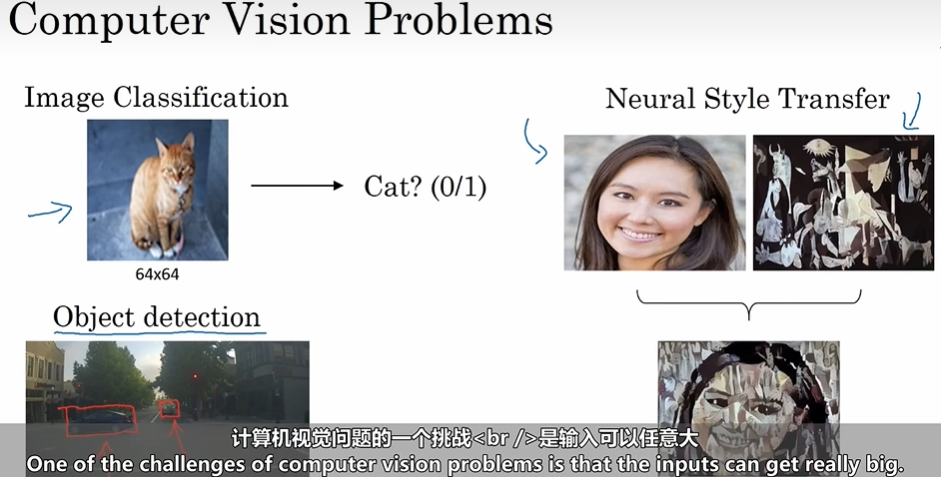 Computer Vision Problems
Image Classification
Cat? (0/1)
64x64
Neural Style Transfer
Object detection
计算机视觉问题的一个挑战<br />是输入可以任意大
One of the challenges of computer vision problems is that the inputs can get really big.